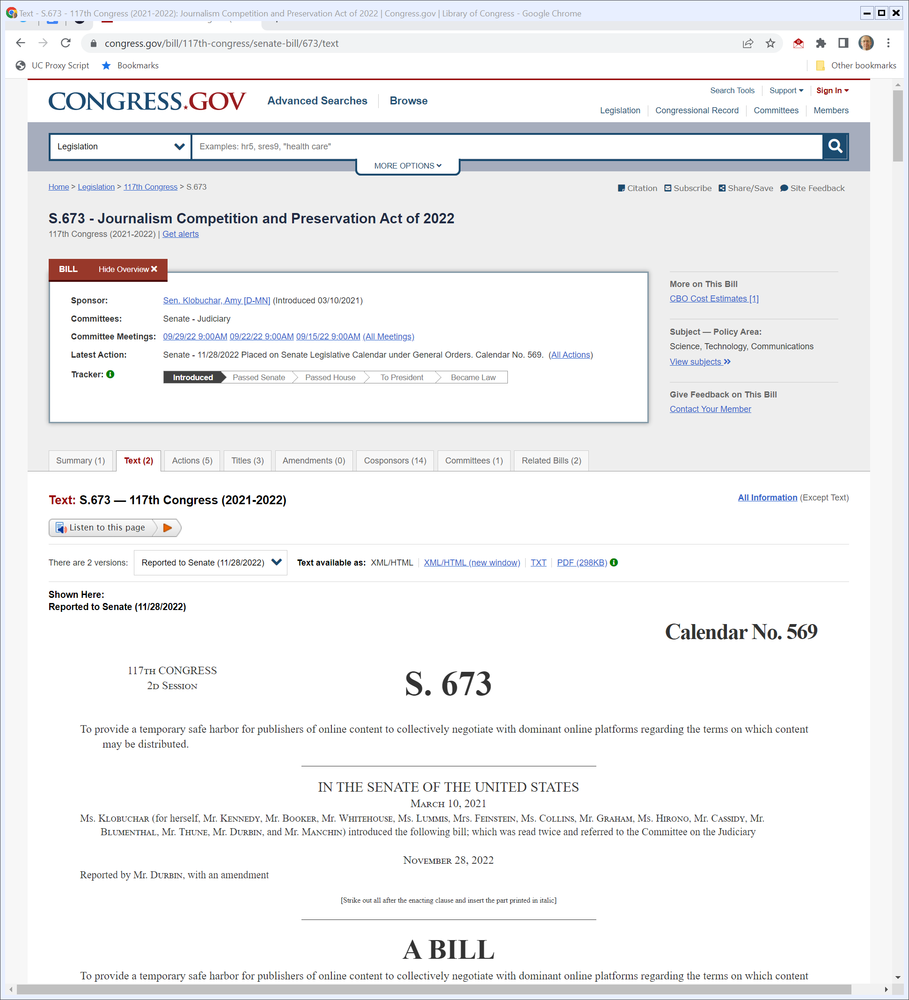 Text - S.673 - 117th Congress (2021-2022): Journalism Competition and Preservation Act of 2022 | Congress.gov | Library of Congress - Google Chrome
congress.gov/bill/117th-congress/senate-bill/673/text
UC Proxy Script Bookmarks Other bookmarks
CONGRESS.GOV Advanced Searches Browse
Search Tools Support Sign In
Legislation Congressional Record Committees Members
Legislation Examples: hr5, sres9, "health care"
MORE OPTIONS
Home > Legislation > 117th Congress > S.673
Citation Subscribe Share/Save Site Feedback
S.673 - Journalism Competition and Preservation Act of 2022
117th Congress (2021-2022) | Get alerts
BILL Hide Overview
Sponsor: Sen. Klobuchar, Amy [D-MN] (Introduced 03/10/2021)
Committees: Senate - Judiciary
Committee Meetings: 09/29/22 9:00AM 09/22/22 9:00AM 09/15/22 9:00AM (All Meetings)
Latest Action: Senate - 11/28/2022 Placed on Senate Legislative Calendar under General Orders. Calendar No. 569. (All Actions)
Tracker: Introduced Passed Senate Passed House To President Became Law
More on This Bill
CBO Cost Estimates [1]
Subject — Policy Area:
Science, Technology, Communications
View subjects
Give Feedback on This Bill
Contact Your Member
Summary (1) Text (2) Actions (5) Titles (3) Amendments (0) Cosponsors (14) Committees (1) Related Bills (2)
Text: S.673 — 117th Congress (2021-2022)
All Information (Except Text)
Listen to this page
There are 2 versions: Reported to Senate (11/28/2022) Text available as: XML/HTML XML/HTML (new window) TXT PDF (298KB)
Shown Here:
Reported to Senate (11/28/2022)
Calendar No. 569
117TH CONGRESS
2D SESSION
S. 673
To provide a temporary safe harbor for publishers of online content to collectively negotiate with dominant online platforms regarding the terms on which content
may be distributed.
IN THE SENATE OF THE UNITED STATES
MARCH 10, 2021
Ms. KLOBUCHAR (for herself, Mr. KENNEDY, Mr. BOOKER, Mr. WHITEHOUSE, Ms. LUMMIS, Mrs. FEINSTEIN, Ms. COLLINS, Mr. GRAHAM, Ms. HIRONO, Mr. CASSIDY, Mr.
BLUMENTHAL, Mr. THUNE, Mr. DURBIN, and Mr. MANCHIN) introduced the following bill; which was read twice and referred to the Committee on the Judiciary
NOVEMBER 28, 2022
Reported by Mr. DURBIN, with an amendment
[Strike out all after the enacting clause and insert the part printed in italic]
A BILL
To provide a temporary safe harbor for publishers of online content to collectively negotiate with dominant online platforms regarding the terms on which content